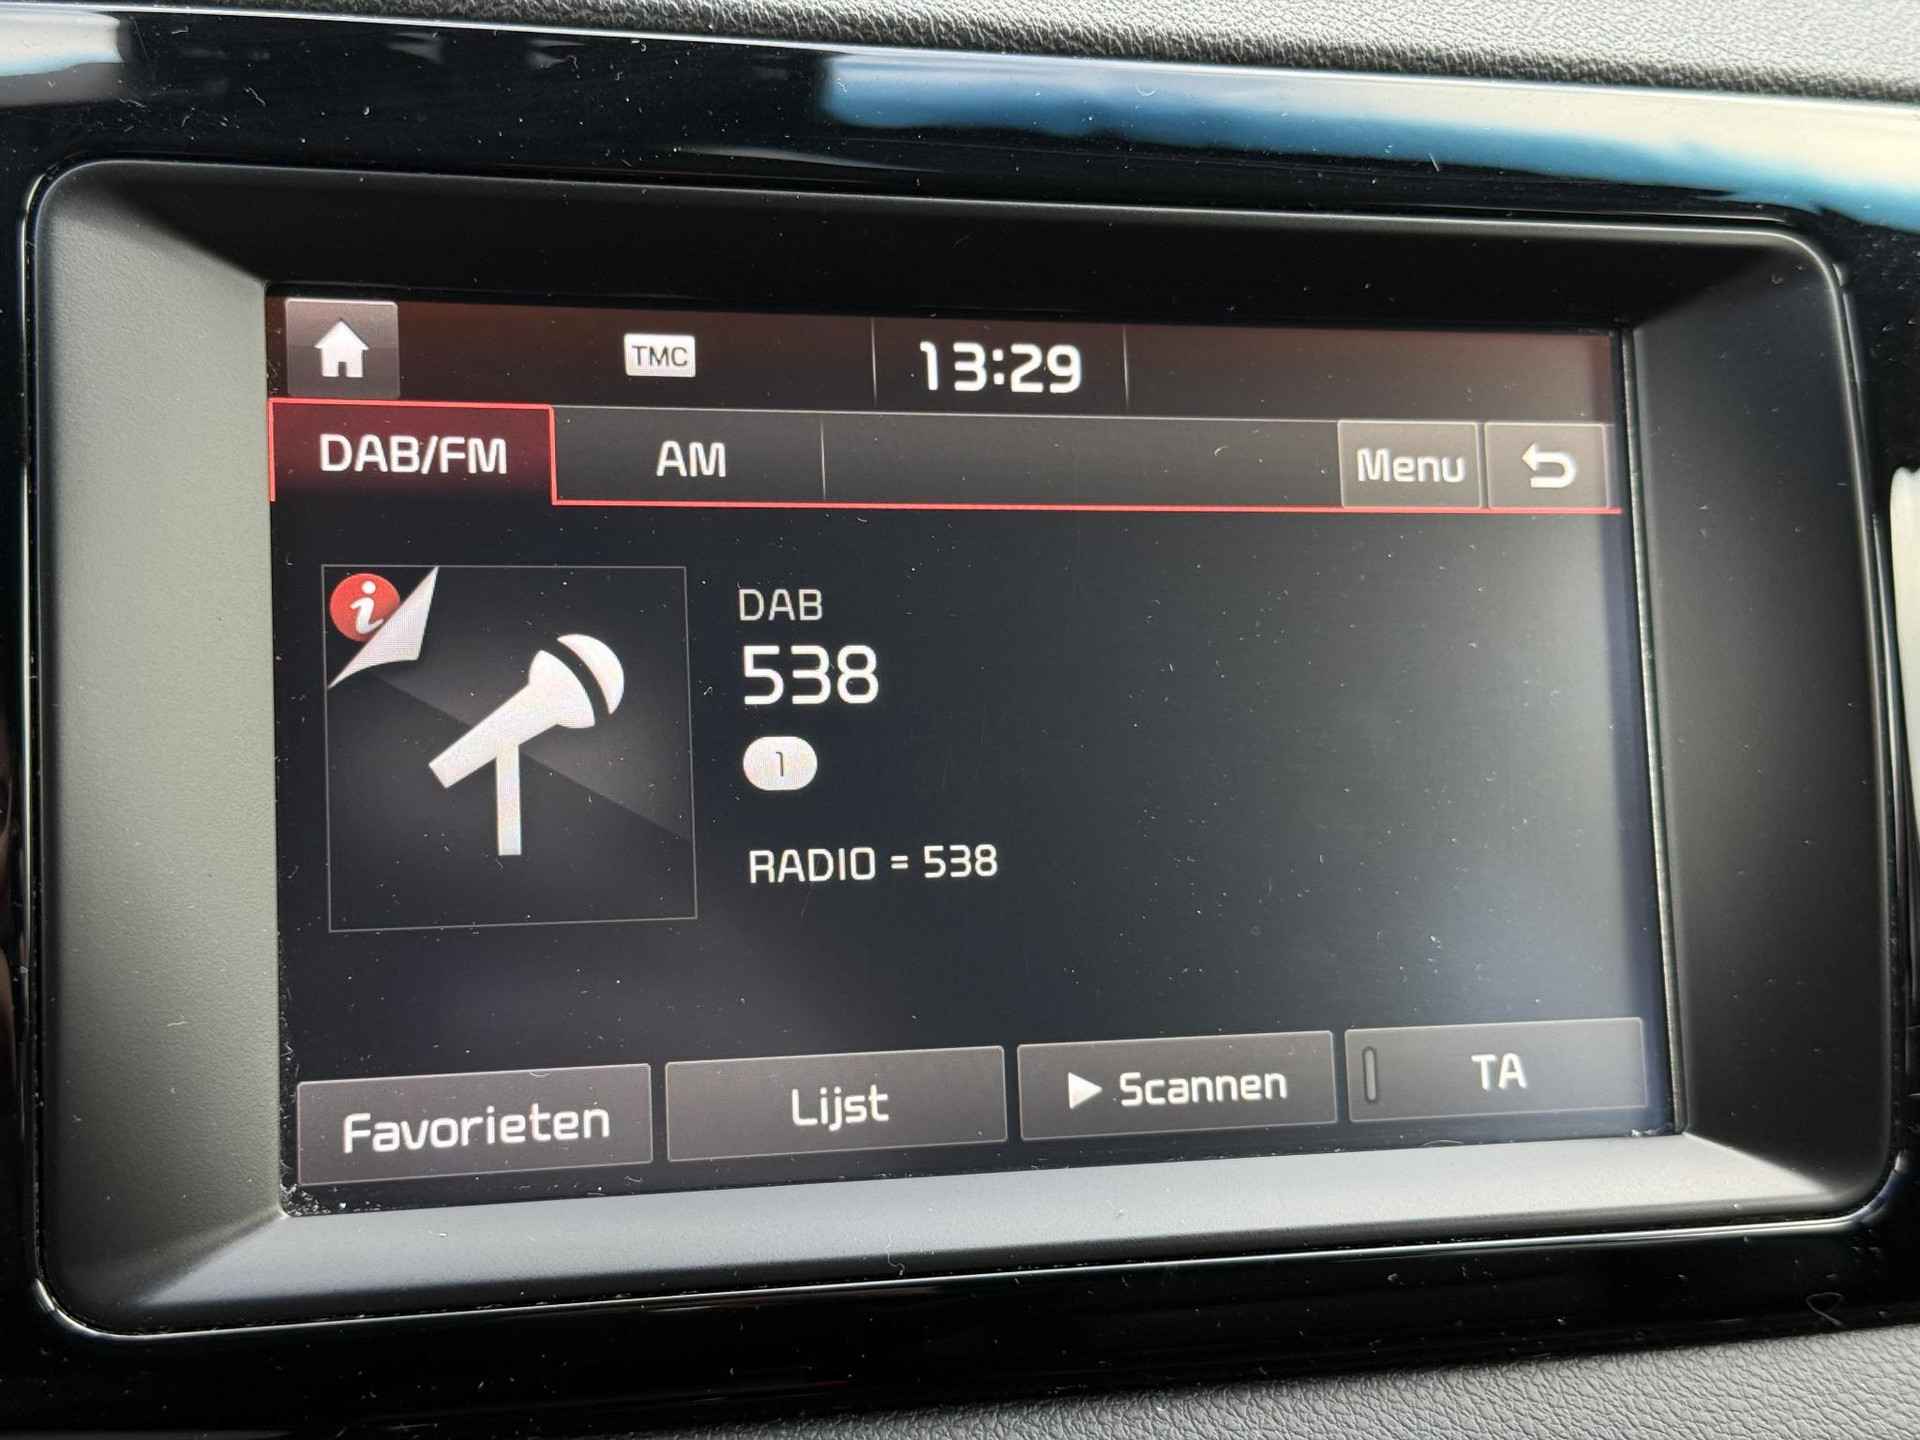 TMC 13:29
DAB/FM AM Menu
i
DAB
538
1
RADIO = 538
Favorieten Lijst Scannen TA